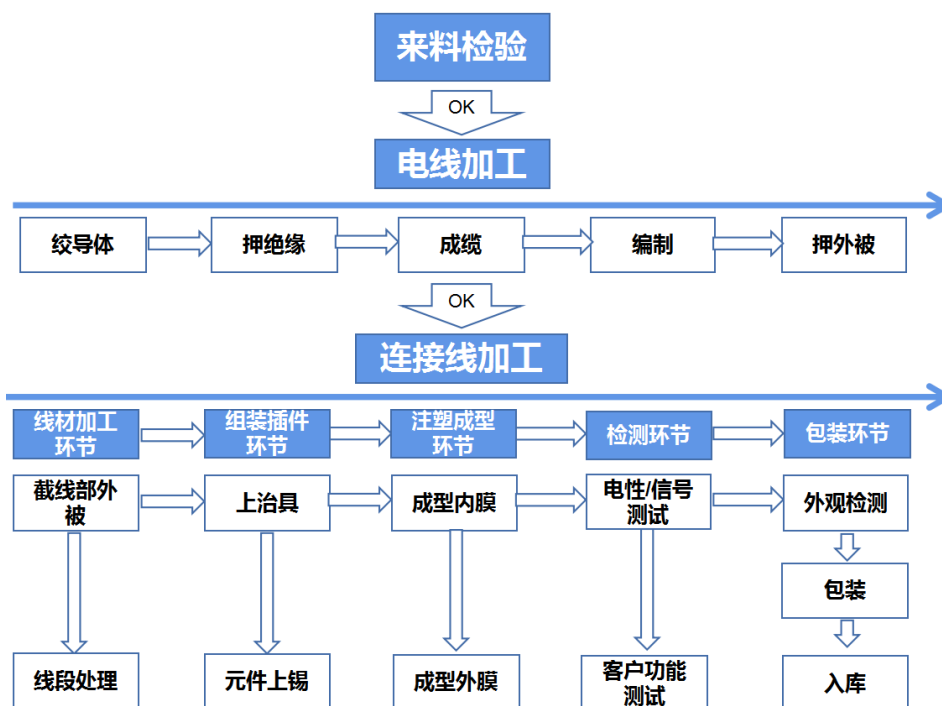 来料检验
OK
电线加工
绞导体
押绝缘
成缆
编制
押外被
OK
连接线加工
线材加工
环节
组装插件
环节
注塑成型
环节
检测环节
包装环节
截线部外
被
上治具
成型内膜
电性/信号
测试
外观检测
包装
线段处理
元件上锡
成型外膜
客户功能
测试
入库